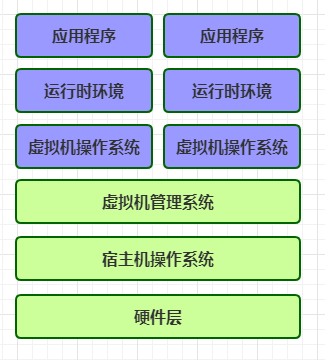 应用程序 应用程序
运行时环境 运行时环境
虚拟机操作系统 虚拟机操作系统
虚拟机管理系统
宿主机操作系统
硬件层